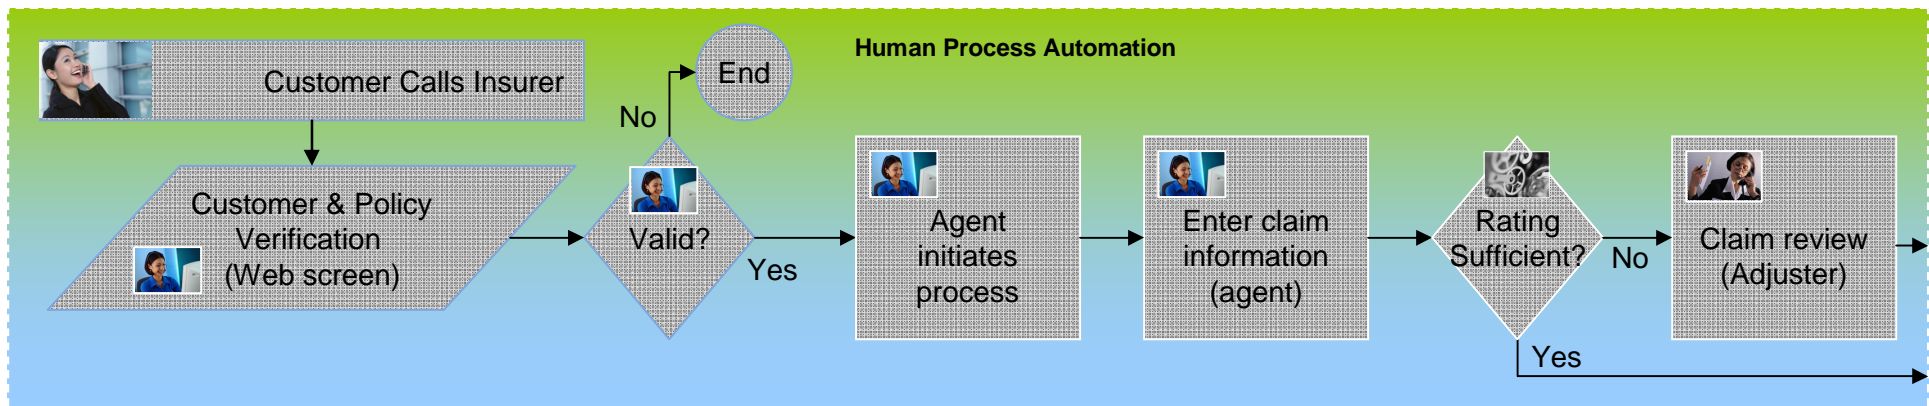 Human Process Automation
Customer Calls Insurer
End
No
Customer & Policy
Verification
(Web screen)
Valid?
Yes
Agent
initiates
process
Enter claim
information
(agent)
Rating
Sufficient?
No
Yes
Claim review
(Adjuster)